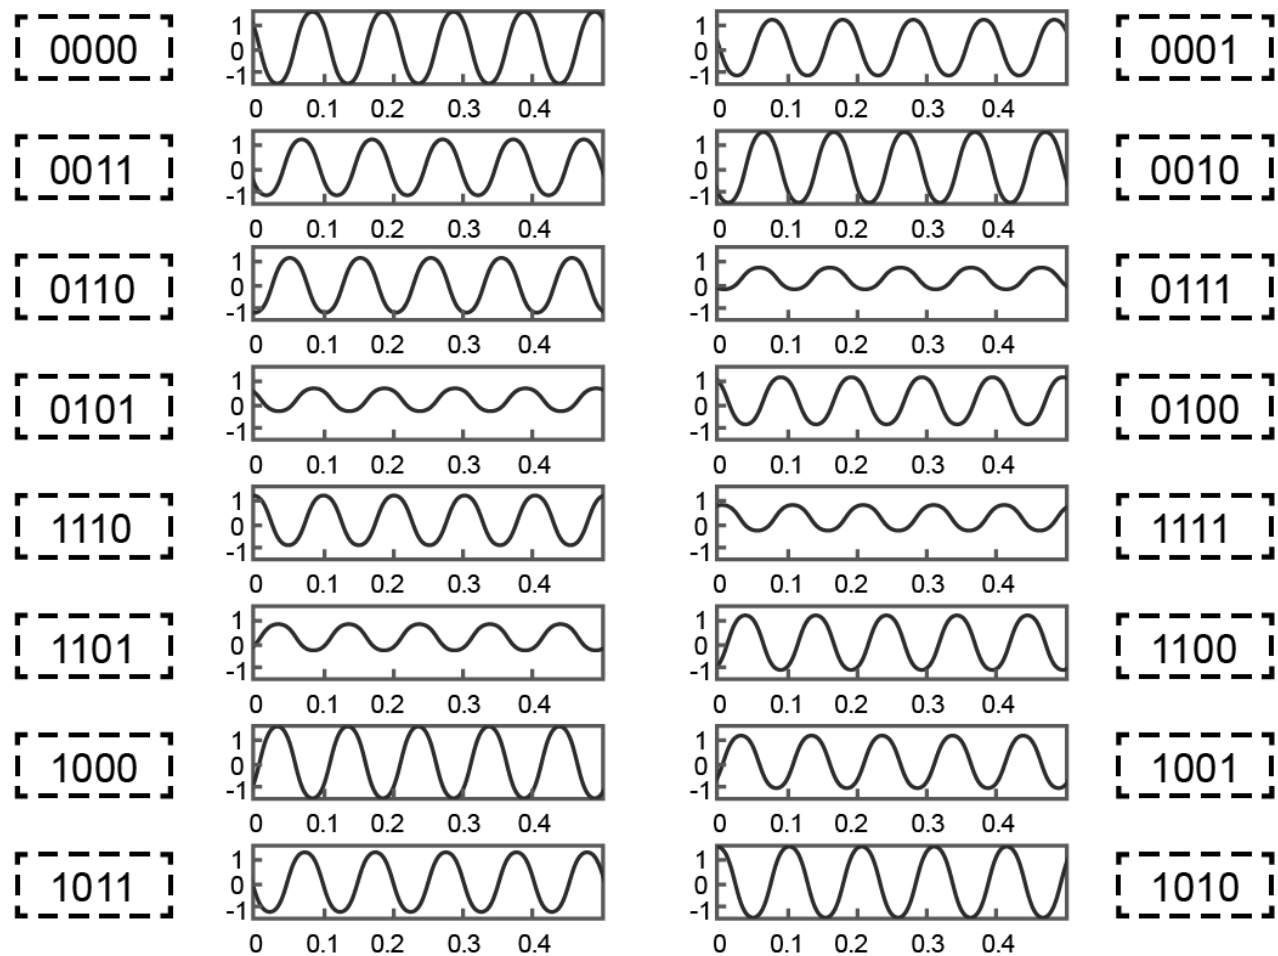 0000 1 0 -1 0 0.1 0.2 0.3 0.4 1 0 -1 0 0.1 0.2 0.3 0.4 0001
0011 1 0 -1 0 0.1 0.2 0.3 0.4 1 0 -1 0 0.1 0.2 0.3 0.4 0010
0110 1 0 -1 0 0.1 0.2 0.3 0.4 1 0 -1 0 0.1 0.2 0.3 0.4 0111
0101 1 0 -1 0 0.1 0.2 0.3 0.4 1 0 -1 0 0.1 0.2 0.3 0.4 0100
1110 1 0 -1 0 0.1 0.2 0.3 0.4 1 0 -1 0 0.1 0.2 0.3 0.4 1111
1101 1 0 -1 0 0.1 0.2 0.3 0.4 1 0 -1 0 0.1 0.2 0.3 0.4 1100
1000 1 0 -1 0 0.1 0.2 0.3 0.4 1 0 -1 0 0.1 0.2 0.3 0.4 1001
1011 1 0 -1 0 0.1 0.2 0.3 0.4 1 0 -1 0 0.1 0.2 0.3 0.4 1010